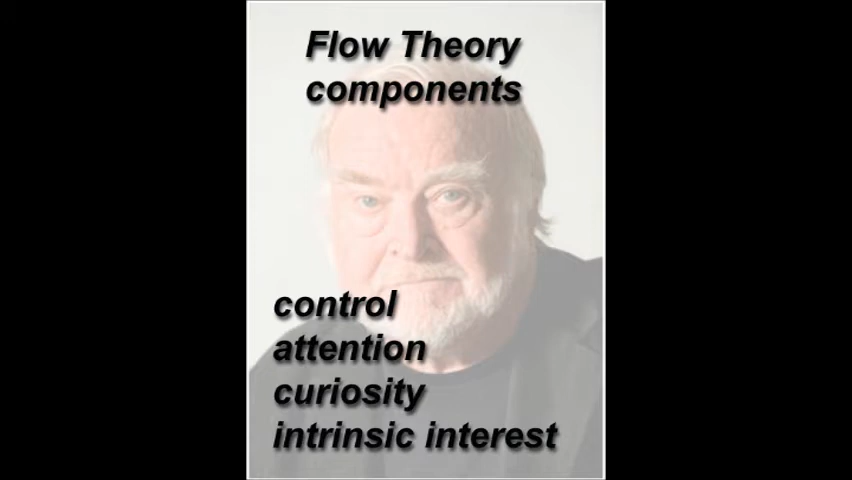 Flow Theory
components
control
attention
curiosity
intrinsic interest